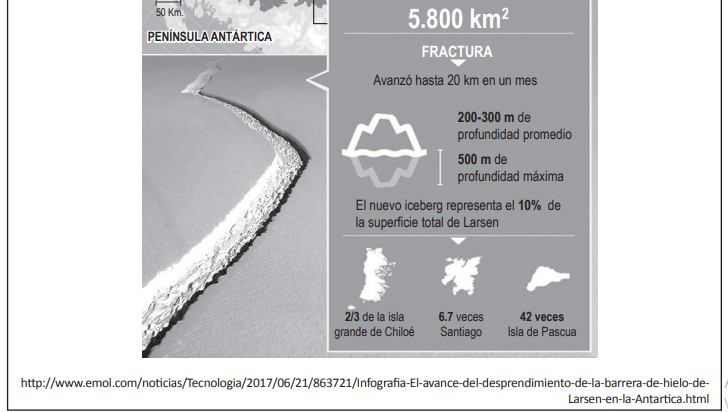 50 Km.
PENÍNSULA ANTÁRTICA
5.800 km²
FRACTURA
Avanzó hasta 20 km en un mes
200-300 m de
profundidad promedio
500 m de
profundidad máxima
El nuevo iceberg representa el 10% de
la superficie total de Larsen
2/3 de la isla
grande de Chiloé
6.7 veces
Santiago
42 veces
Isla de Pascua
http://www.emol.com/noticias/Tecnologia/2017/06/21/863721/Infografia-El-avance-del-desprendimiento-de-la-barrera-de-hielo-de-
Larsen-en-la-Antartica.html